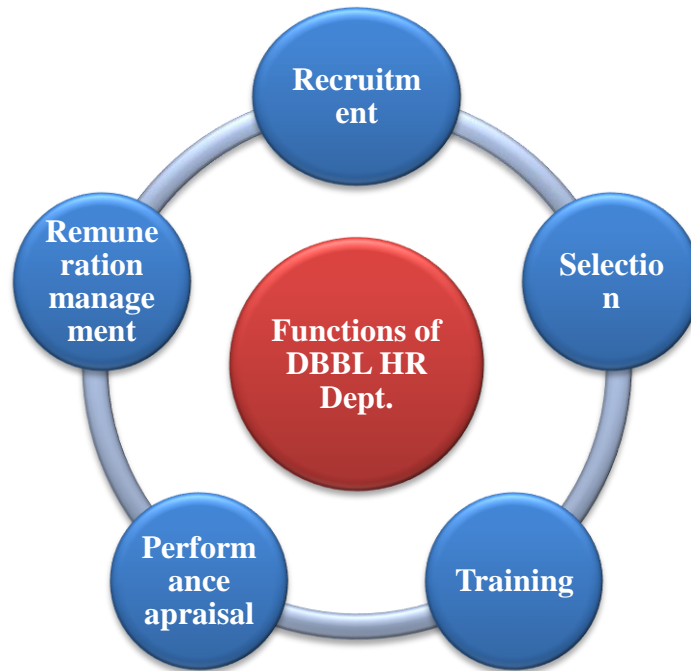 Recruitm
ent
Remune
ration
manage
ment
Selectio
n
Functions of
DBBL HR
Dept.
Perform
ance
apraisal
Training